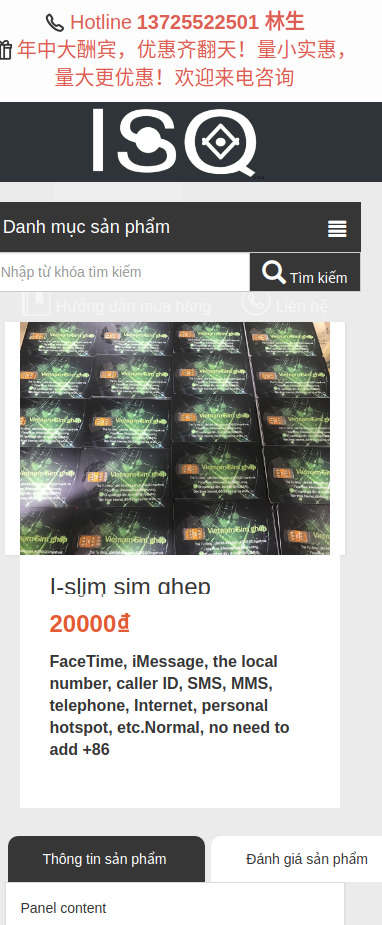 Hotline 13725522501 林生
年中大酬宾，优惠齐翻天！量小实惠，
量大更优惠！欢迎来电咨询
ISQ
Danh mục sản phẩm
Nhập từ khóa tìm kiếm
Tìm kiếm
Hướng dẫn mua hàng
Liên hệ
Vietnam Sim ghép
I-slim sim ghep
20000₫
FaceTime, iMessage, the local
number, caller ID, SMS, MMS,
telephone, Internet, personal
hotspot, etc.Normal, no need to
add +86
Thông tin sản phẩm
Đánh giá sản phẩm
Panel content